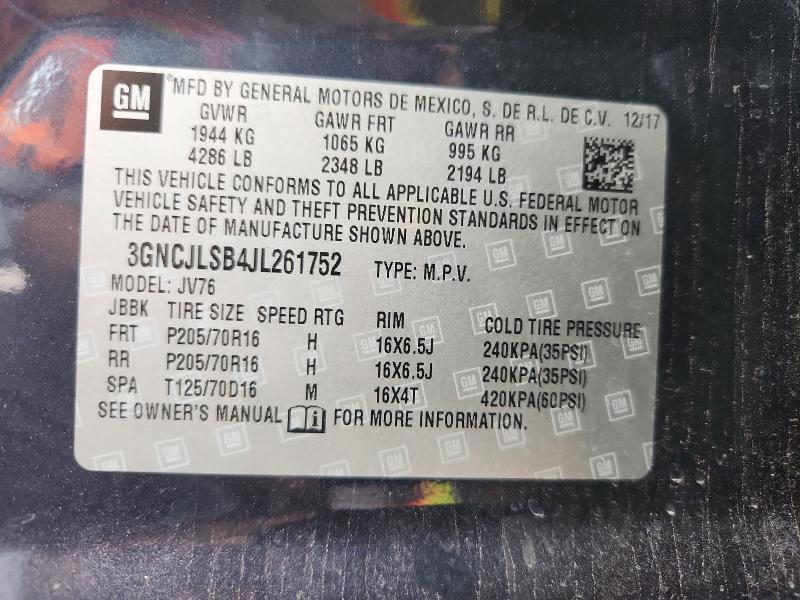 GM ®MFD BY GENERAL MOTORS DE MEXICO, S. DE R.L. DE C.V. 12/17
GVWR GAWR FRT GAWR RR
1944 KG 1065 KG 995 KG
4286 LB 2348 LB 2194 LB
THIS VEHICLE CONFORMS TO ALL APPLICABLE U.S. FEDERAL MOTOR
VEHICLE SAFETY AND THEFT PREVENTION STANDARDS IN EFFECT ON
THE DATE OF MANUFACTURE SHOWN ABOVE.
3GNCJLSB4JL261752 TYPE: M.P.V.
MODEL: JV76
JBBK TIRE SIZE SPEED RTG RIM COLD TIRE PRESSURE
FRT P205/70R16 H 16X6.5J 240KPA(35PSI)
RR P205/70R16 H 16X6.5J 240KPA(35PSI)
SPA T125/70D16 M 16X4T 420KPA(60PSI)
SEE OWNER'S MANUAL FOR MORE INFORMATION.